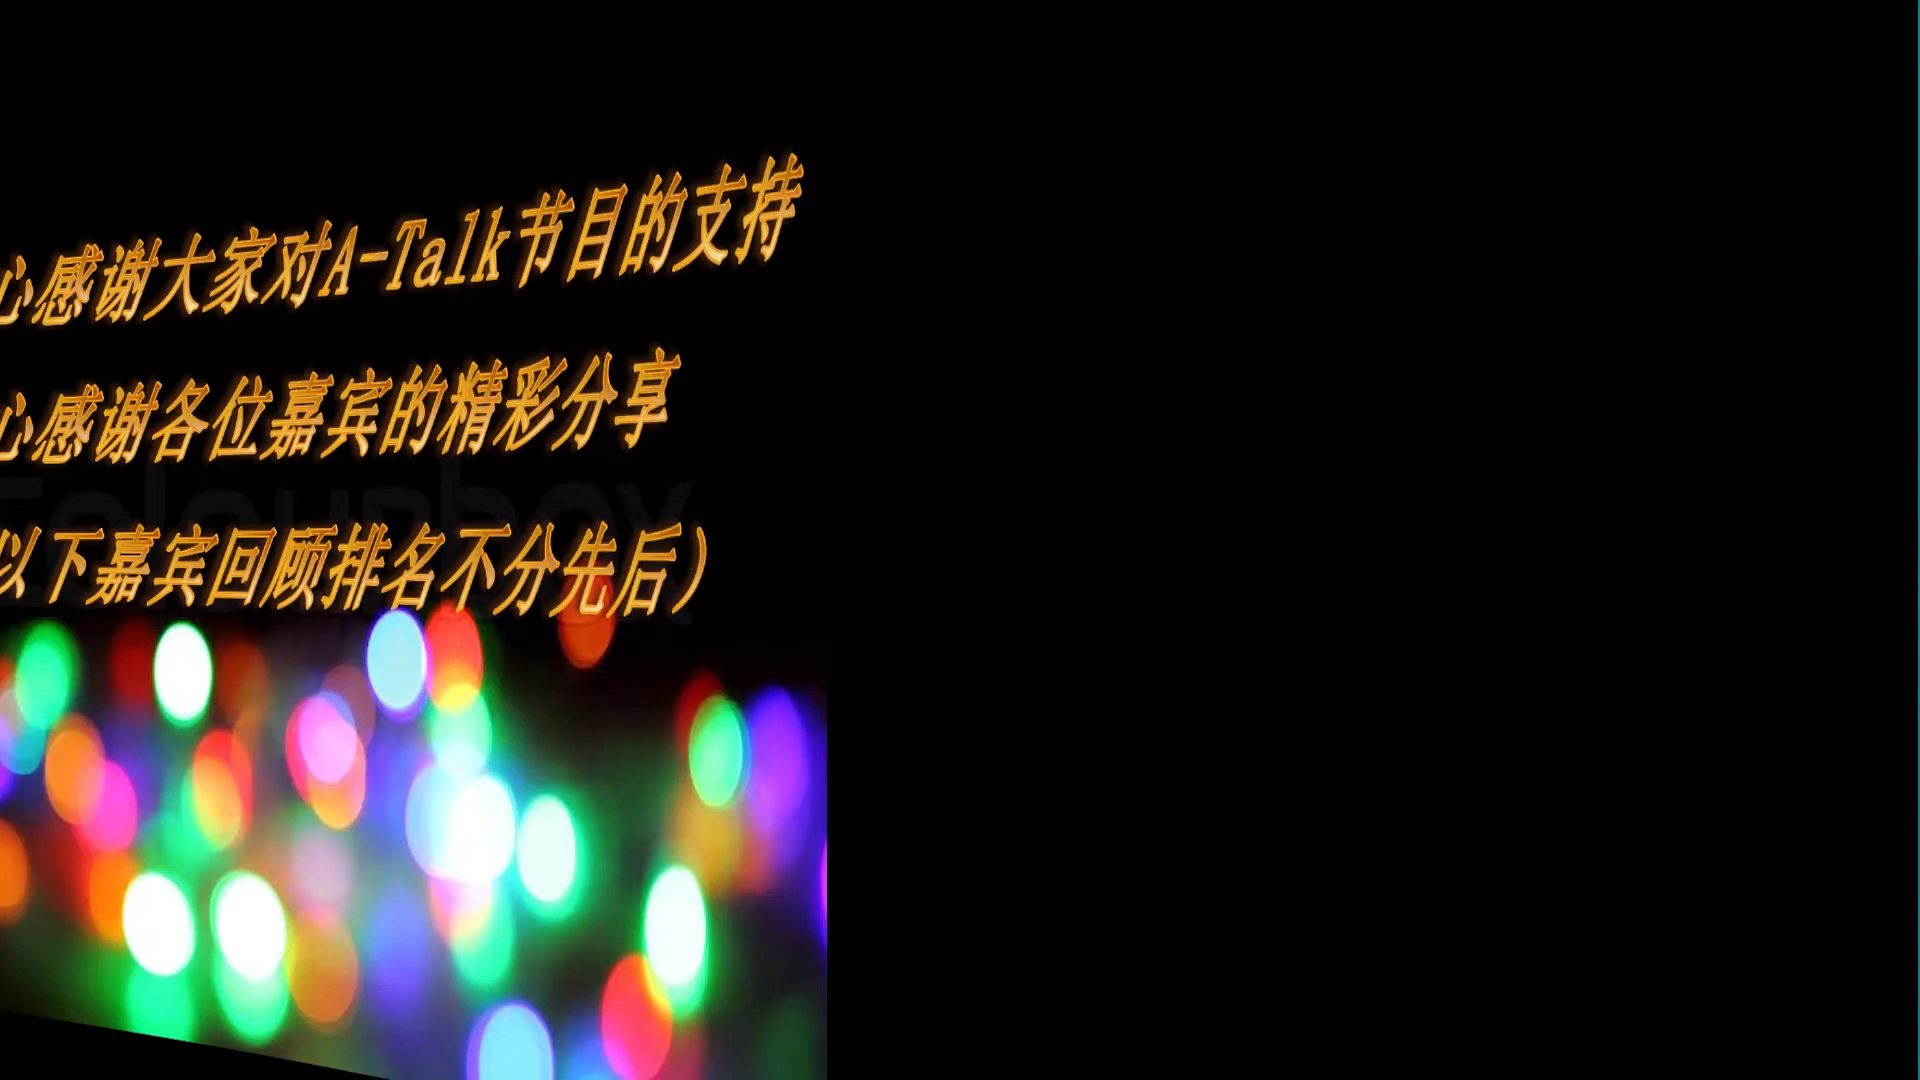 心感谢大家对A-Talk节目的支持
心感谢各位嘉宾的精彩分享
以下嘉宾回顾排名不分先后）
Colourbox